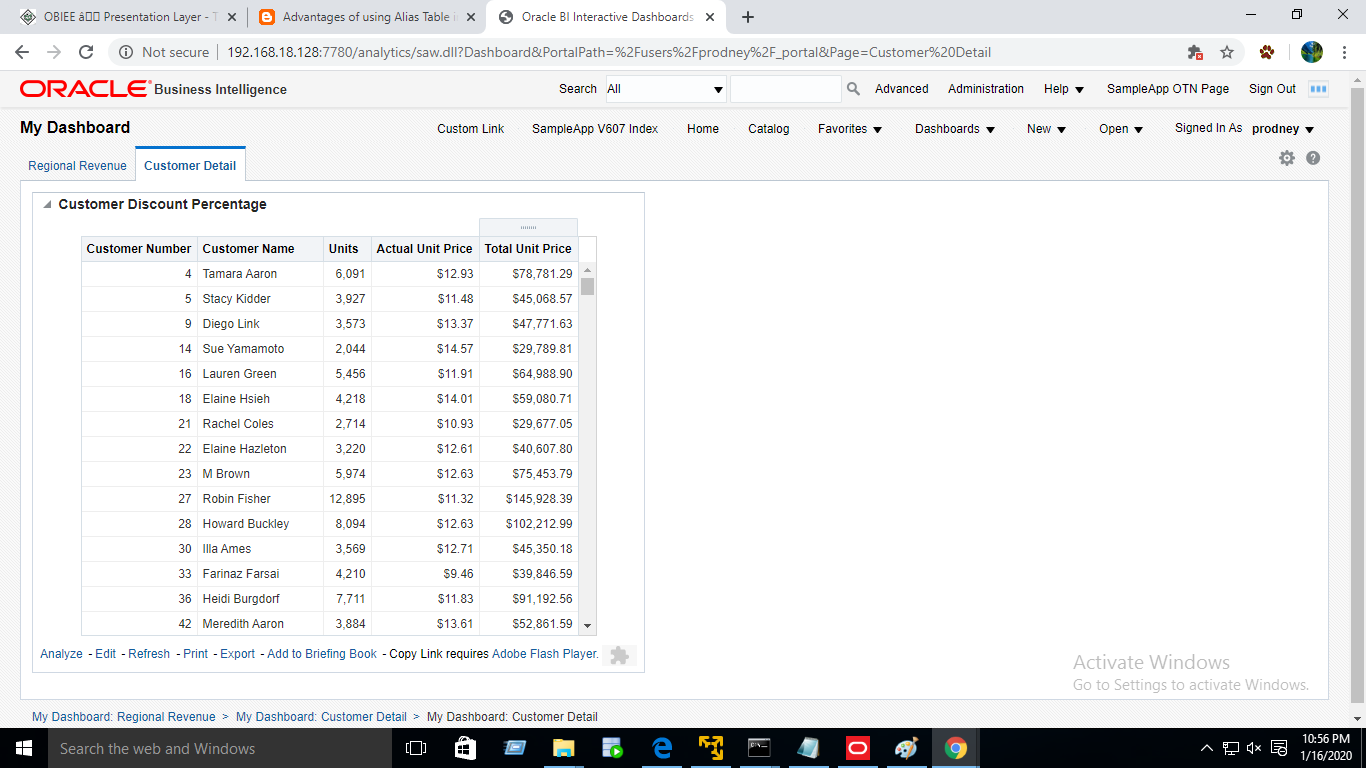 OBIEE â Presentation Layer - T
Advantages of using Alias Table i
Oracle BI Interactive Dashboards
Not secure 192.168.18.128:7780/analytics/saw.dll?Dashboard&PortalPath=%2Fusers%2Fprodney%2F_portal&Page=Customer%20Detail
ORACLE Business Intelligence
Search All Advanced Administration Help SampleApp OTN Page Sign Out
My Dashboard
Custom Link SampleApp V607 Index Home Catalog Favorites Dashboards New Open Signed In As prodney
Regional Revenue Customer Detail
Customer Discount Percentage
Customer Number Customer Name Units Actual Unit Price Total Unit Price
4 Tamara Aaron 6,091 $12.93 $78,781.29
5 Stacy Kidder 3,927 $11.48 $45,068.57
9 Diego Link 3,573 $13.37 $47,771.63
14 Sue Yamamoto 2,044 $14.57 $29,789.81
16 Lauren Green 5,456 $11.91 $64,988.90
18 Elaine Hsieh 4,218 $14.01 $59,080.71
21 Rachel Coles 2,714 $10.93 $29,677.05
22 Elaine Hazleton 3,220 $12.61 $40,607.80
23 M Brown 5,974 $12.63 $75,453.79
27 Robin Fisher 12,895 $11.32 $145,928.39
28 Howard Buckley 8,094 $12.63 $102,212.99
30 Illa Ames 3,569 $12.71 $45,350.18
33 Farinaz Farsai 4,210 $9.46 $39,846.59
36 Heidi Burgdorf 7,711 $11.83 $91,192.56
42 Meredith Aaron 3,884 $13.61 $52,861.59
Analyze - Edit - Refresh - Print - Export - Add to Briefing Book - Copy Link requires Adobe Flash Player.
Activate Windows
Go to Settings to activate Windows.
My Dashboard: Regional Revenue > My Dashboard: Customer Detail > My Dashboard: Customer Detail
Search the web and Windows
10:56 PM
1/16/2020